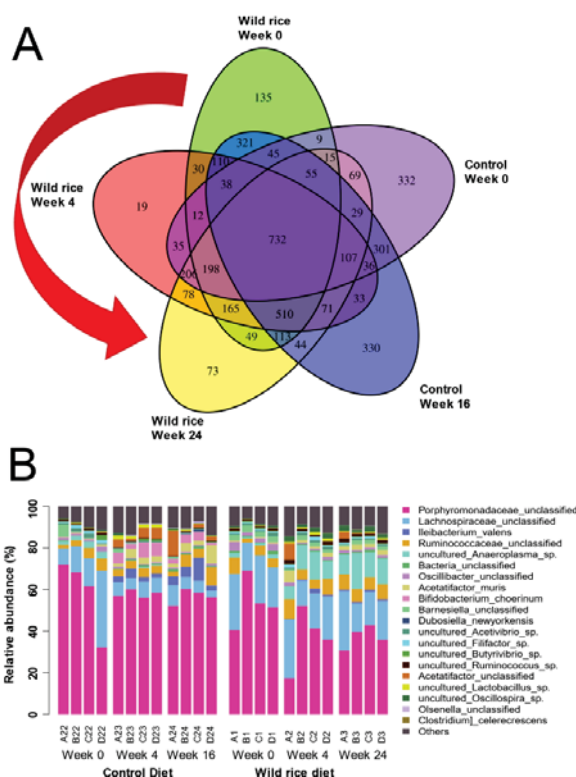 A
Wild rice
Week 0
135
9
321
45
15
110
30
55
69
332
Control
Week 0
Wild rice
Week 4
19
38
12
29
35
732
301
107
36
206
198
33
78
165
510
71
49
113
44
73
330
Wild rice
Week 24
Control
Week 16
B
Relative abundance (%)
100
80
60
40
20
0
A22 B22 C22 D22 A23 B23 C23 D23 A24 B24 C24 D24 A1 B1 C1 D1 A2 B2 C2 D2 A3 B3 C3 D3
Week 0 Week 4 Week 16 Week 0 Week 4 Week 24
Control Diet Wild rice diet
Porphyromonadaceae_unclassified
Lachnospiraceae_unclassified
Ileibacterium_valens
Ruminococcaceae_unclassified
uncultured_Anaeroplasma_sp.
Bacteria_unclassified
Oscillibacter_unclassified
Acetatifactor_muris
Bifidobacterium_choerinum
Barnesiella_unclassified
Dubosiella_newyorkensis
uncultured_Acetivibrio_sp.
uncultured_Filifactor_sp.
uncultured_Butyrivibrio_sp.
uncultured_Ruminococcus_sp.
Acetatifactor_unclassified
uncultured_Lactobacillus_sp.
uncultured_Oscillospira_sp.
Olsenella_unclassified
Clostridium]_celerecrescens
Others